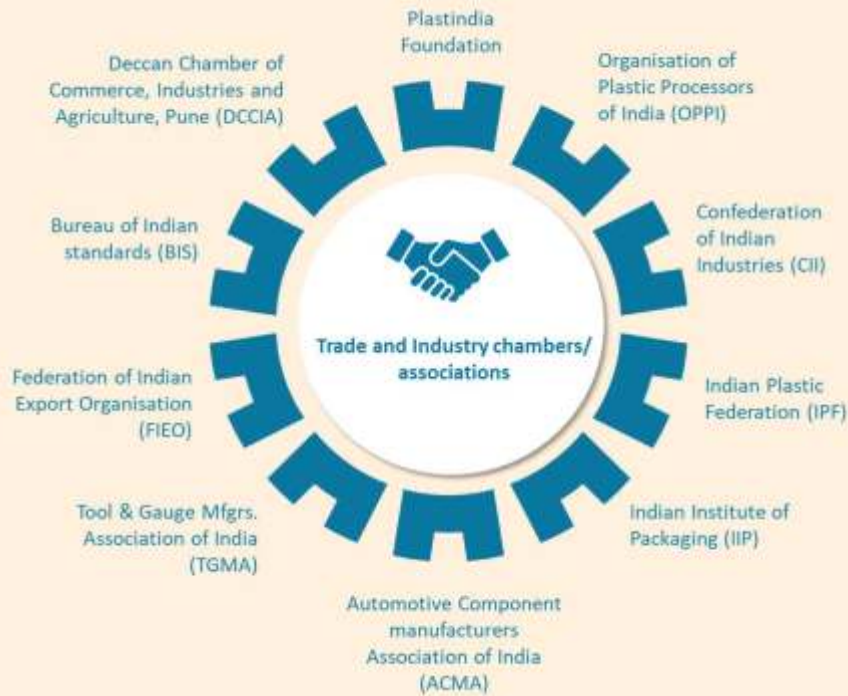 Plastindia
Foundation
Organisation of
Plastic Processors
of India (OPPI)
Confederation
of Indian
Industries (CII)
Indian Plastic
Federation (IPF)
Indian Institute of
Packaging (IIP)
Automotive Component
manufacturers
Association of India
(ACMA)
Tool & Gauge Mfgrs.
Association of India
(TGMA)
Federation of Indian
Export Organisation
(FIEO)
Bureau of Indian
standards (BIS)
Deccan Chamber of
Commerce, Industries and
Agriculture, Pune (DCCIA)
Trade and Industry chambers/
associations